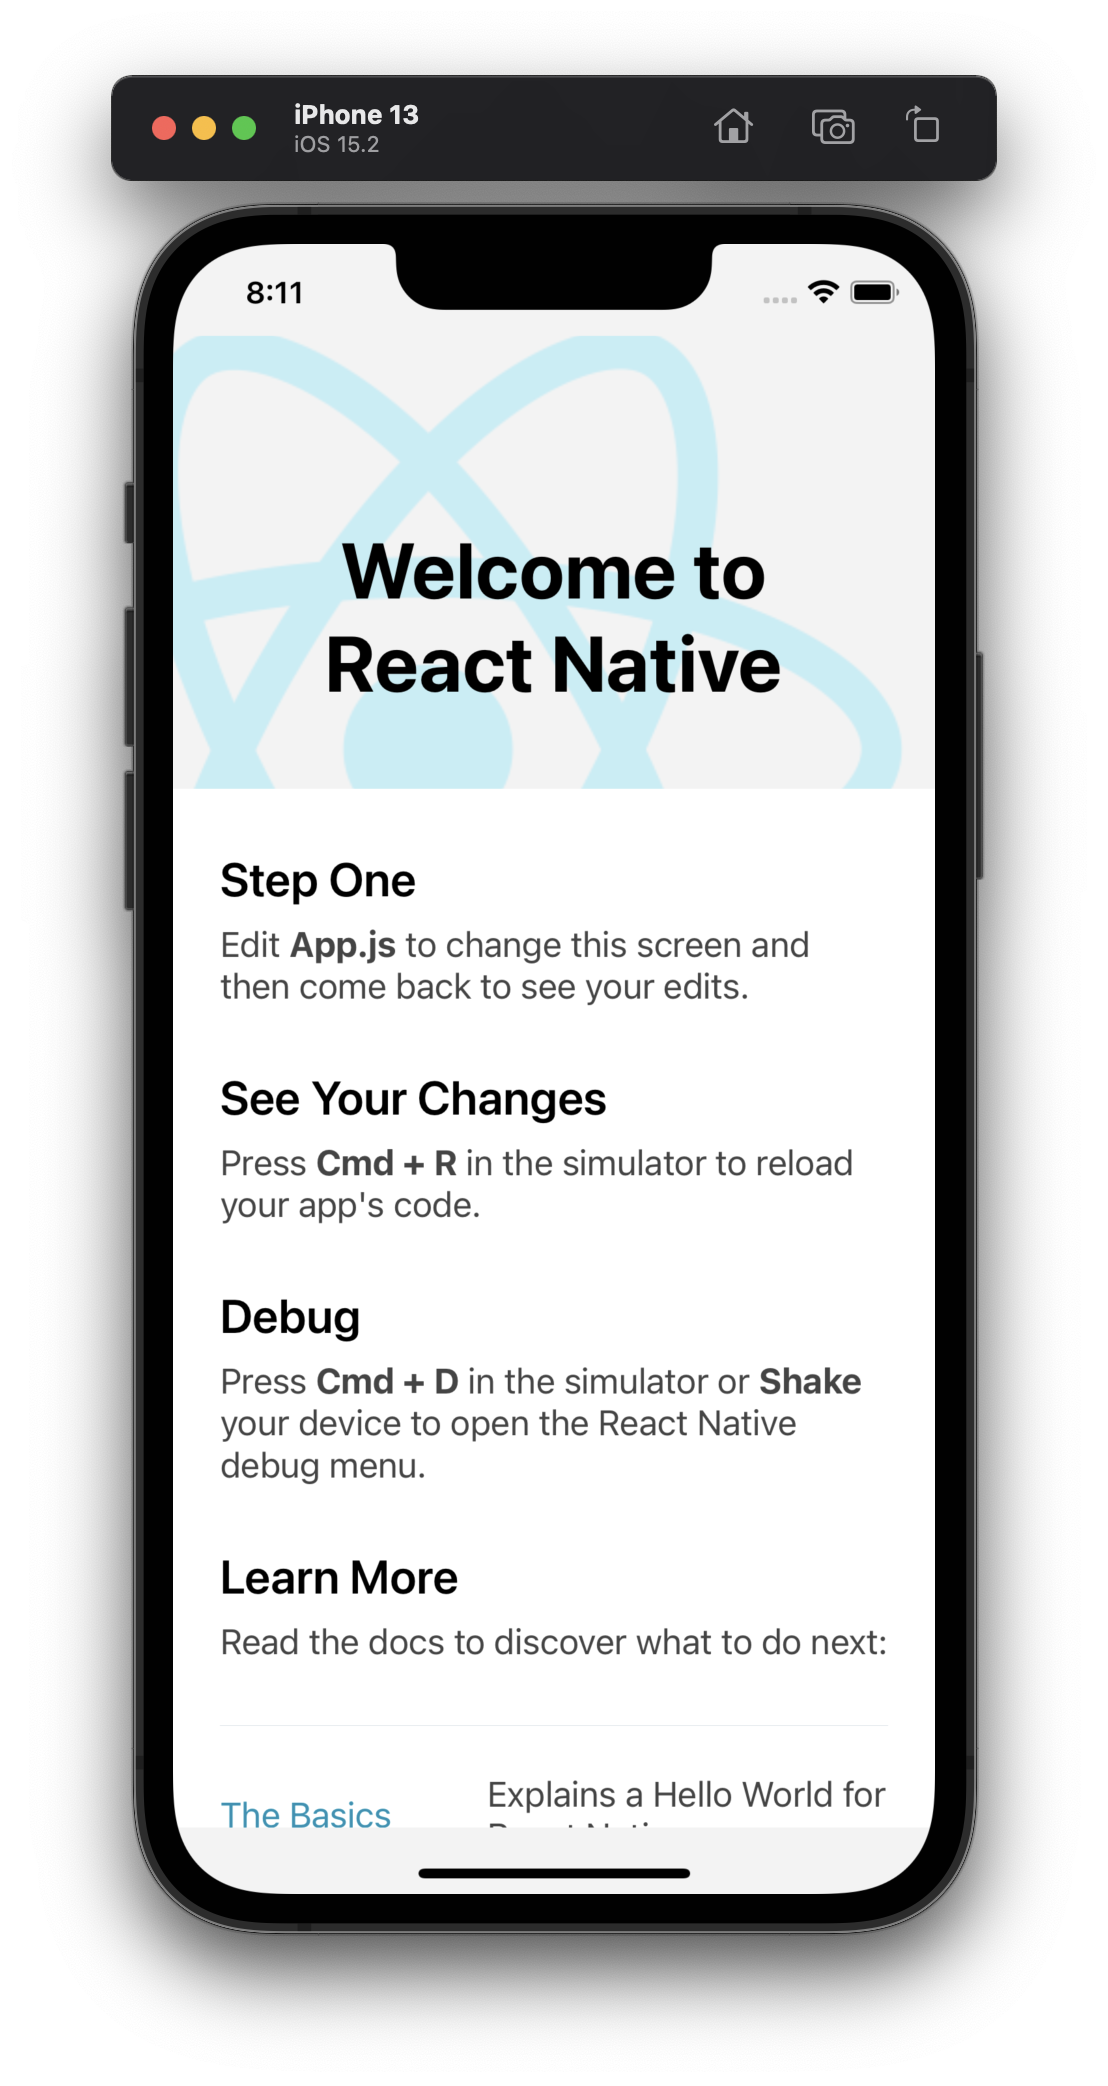 iPhone 13
iOS 15.2
8:11
Welcome to
React Native
Step One
Edit App.js to change this screen and
then come back to see your edits.
See Your Changes
Press Cmd + R in the simulator to reload
your app's code.
Debug
Press Cmd + D in the simulator or Shake
your device to open the React Native
debug menu.
Learn More
Read the docs to discover what to do next:
The Basics
Explains a Hello World for